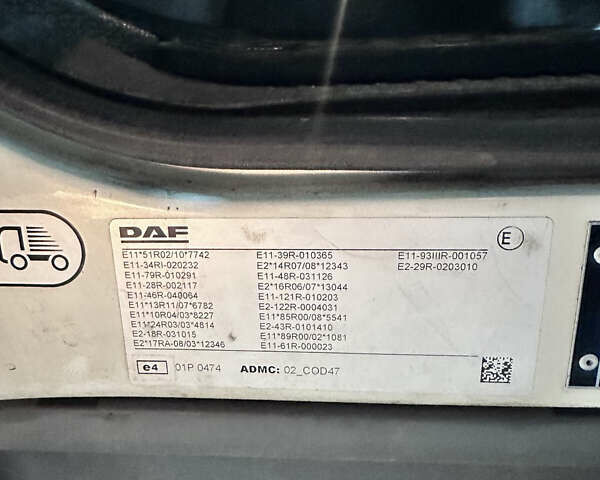 DAF
E
E11*51R02/10*7742
E11-34RI-020232
E11-79R-010291
E11-28R-002117
E11-46R-040064
E11*13R11/07*6782
E11*10R04/03*8227
E11*24R03/03*4814
E2-18R-031015
E2*17RA-08/03*12346
E11-39R-010365
E2*14R07/08*12343
E11-48R-031126
E2*16R06/07*13044
E11-121R-010203
E2-122R-0004031
E11*85R00/08*5541
E2-43R-0101410
E11*89R00/02*1081
E11-61R-000023
E11-93IIIR-001057
E2-29R-0203010
e4 01P 0474 ADMC: 02_COD47